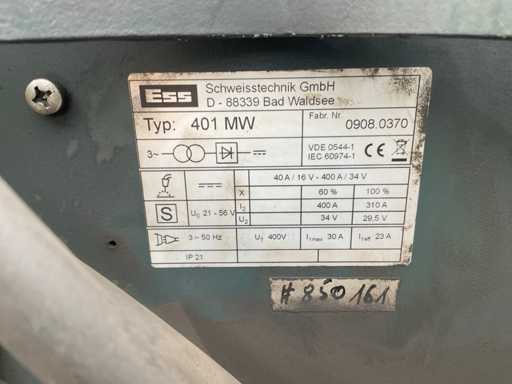 ESS Schweisstechnik GmbH
D - 88339 Bad Waldsee
Typ: 401 MW Fabr. Nr. 0908.0370
3~ VDE 0544-1
IEC 60974-1 CE
40 A / 16 V - 400 A / 34 V
X 60 % 100 %
S U0 21 - 56 V I2 400 A 310 A
U2 34 V 29,5 V
3 ~ 50 Hz U1 400V I1max 30 A I1eff 23 A
IP 21
#850161